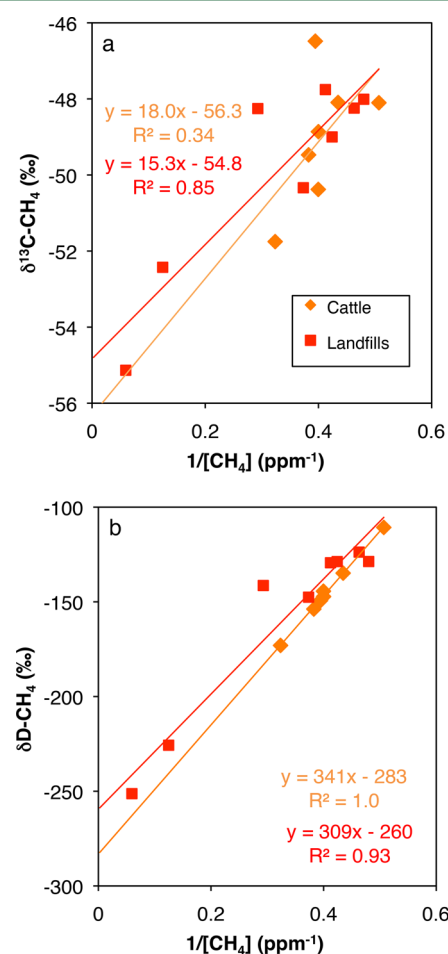 -46
a
-48
y = 18.0x - 56.3
R² = 0.34
-50
y = 15.3x - 54.8
R² = 0.85
δ¹³C-CH₄ (‰)
-52
-54
Cattle
Landfills
-56
0 0.2 0.4 0.6
1/[CH₄] (ppm⁻¹)
-100
b
-150
δD-CH₄ (‰)
-200
-250
y = 341x - 283
R² = 1.0
y = 309x - 260
R² = 0.93
-300
0 0.2 0.4 0.6
1/[CH₄] (ppm⁻¹)